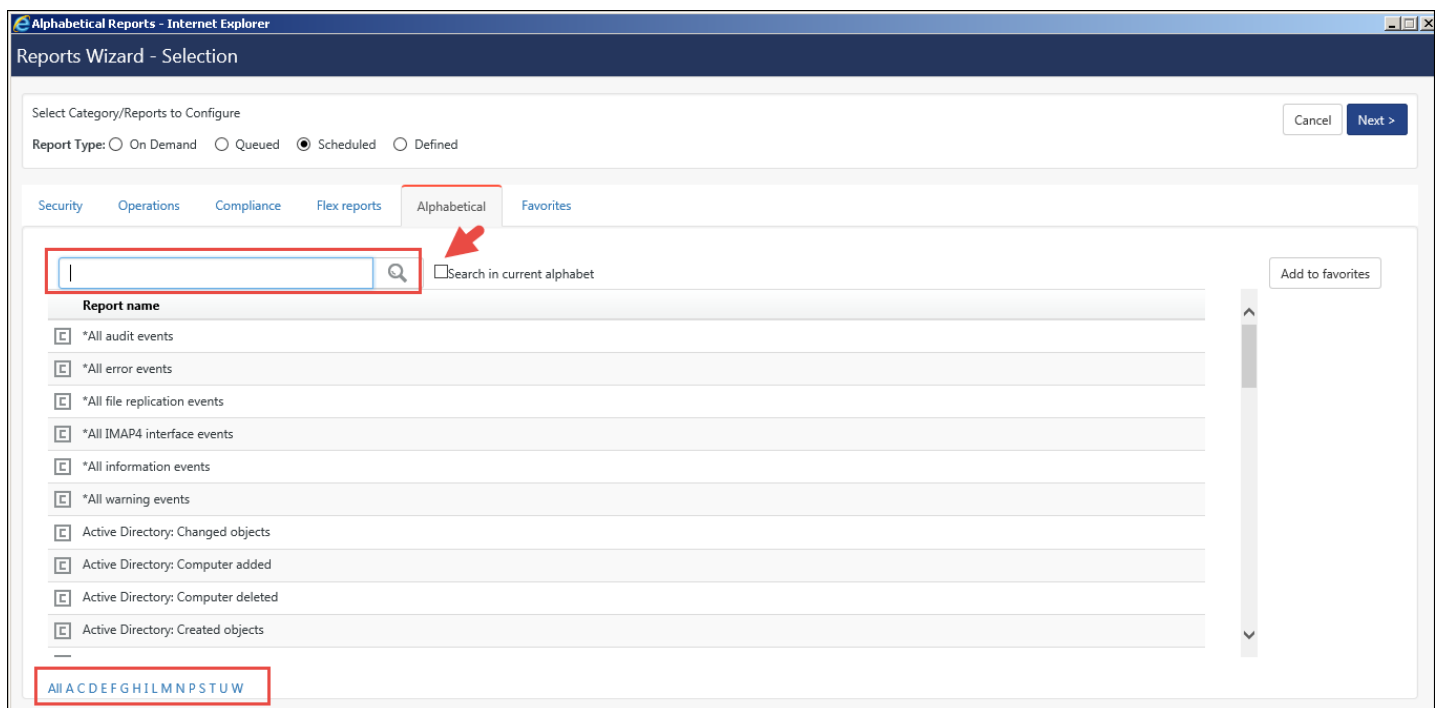 Alphabetical Reports - Internet Explorer
Reports Wizard - Selection
Select Category/Reports to Configure
Cancel Next >
Report Type: On Demand Queued Scheduled Defined
Security Operations Compliance Flex reports Alphabetical Favorites
Search in current alphabet Add to favorites
Report name
*All audit events
*All error events
*All file replication events
*All IMAP4 interface events
*All information events
*All warning events
Active Directory: Changed objects
Active Directory: Computer added
Active Directory: Computer deleted
Active Directory: Created objects
All A C D E F G H I L M N P S T U W